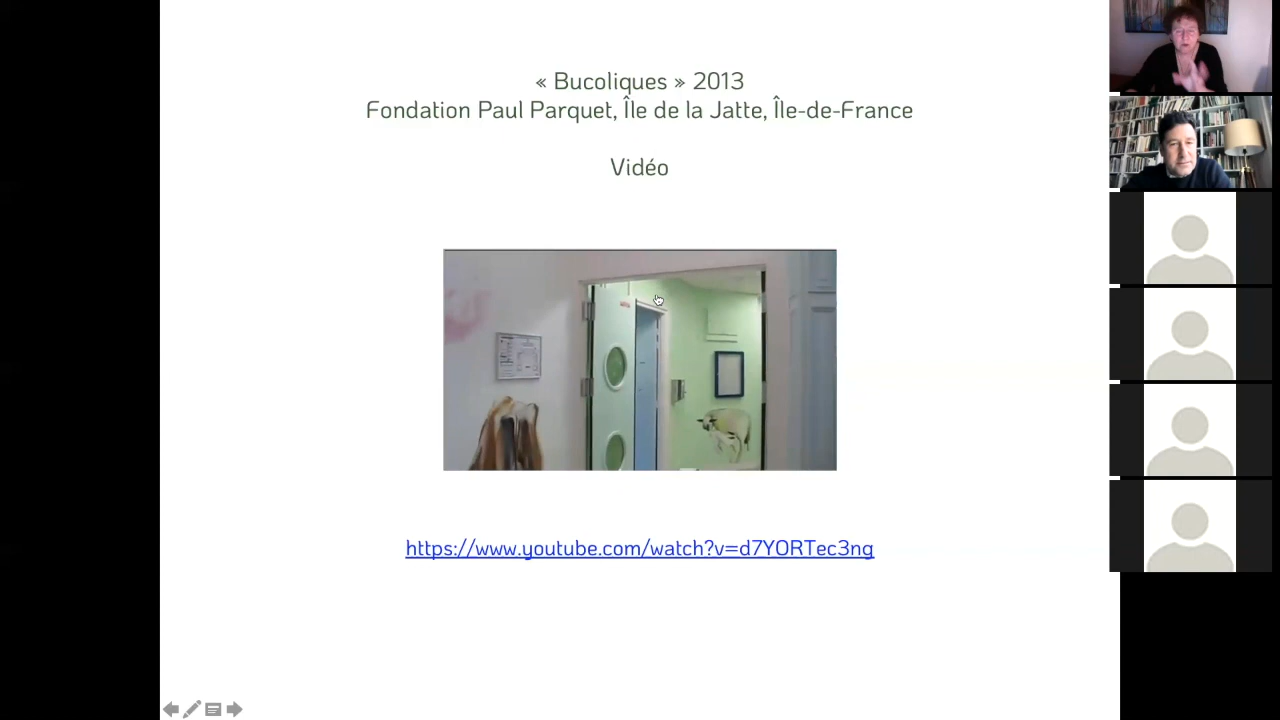 « Bucoliques » 2013
Fondation Paul Parquet, Île de la Jatte, Île-de-France
Vidéo
https://www.youtube.com/watch?v=d7YORTec3ng